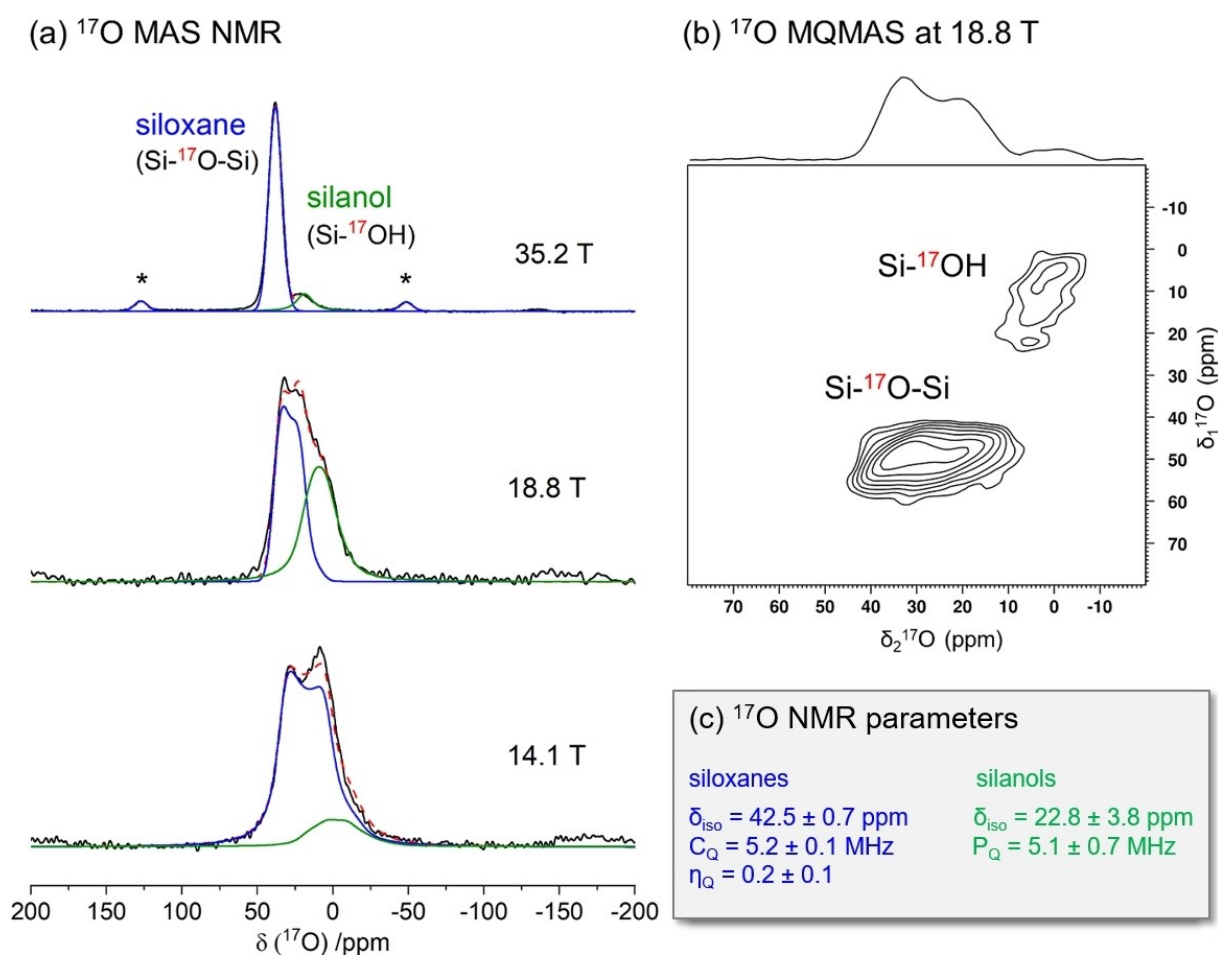 (a) ¹⁷O MAS NMR
siloxane
(Si-¹⁷O-Si)
silanol
(Si-¹⁷OH)
*
*
35.2 T
18.8 T
14.1 T
200 150 100 50 0 -50 -100 -150 -200
δ (¹⁷O) /ppm
(b) ¹⁷O MQMAS at 18.8 T
Si-¹⁷OH
Si-¹⁷O-Si
-10
0
10
20
30
40
50
60
70
δ₁¹⁷O (ppm)
70 60 50 40 30 20 10 0 -10
δ₂¹⁷O (ppm)
(c) ¹⁷O NMR parameters
siloxanes
δiso = 42.5 ± 0.7 ppm
CQ = 5.2 ± 0.1 MHz
ηQ = 0.2 ± 0.1
silanols
δiso = 22.8 ± 3.8 ppm
PQ = 5.1 ± 0.7 MHz